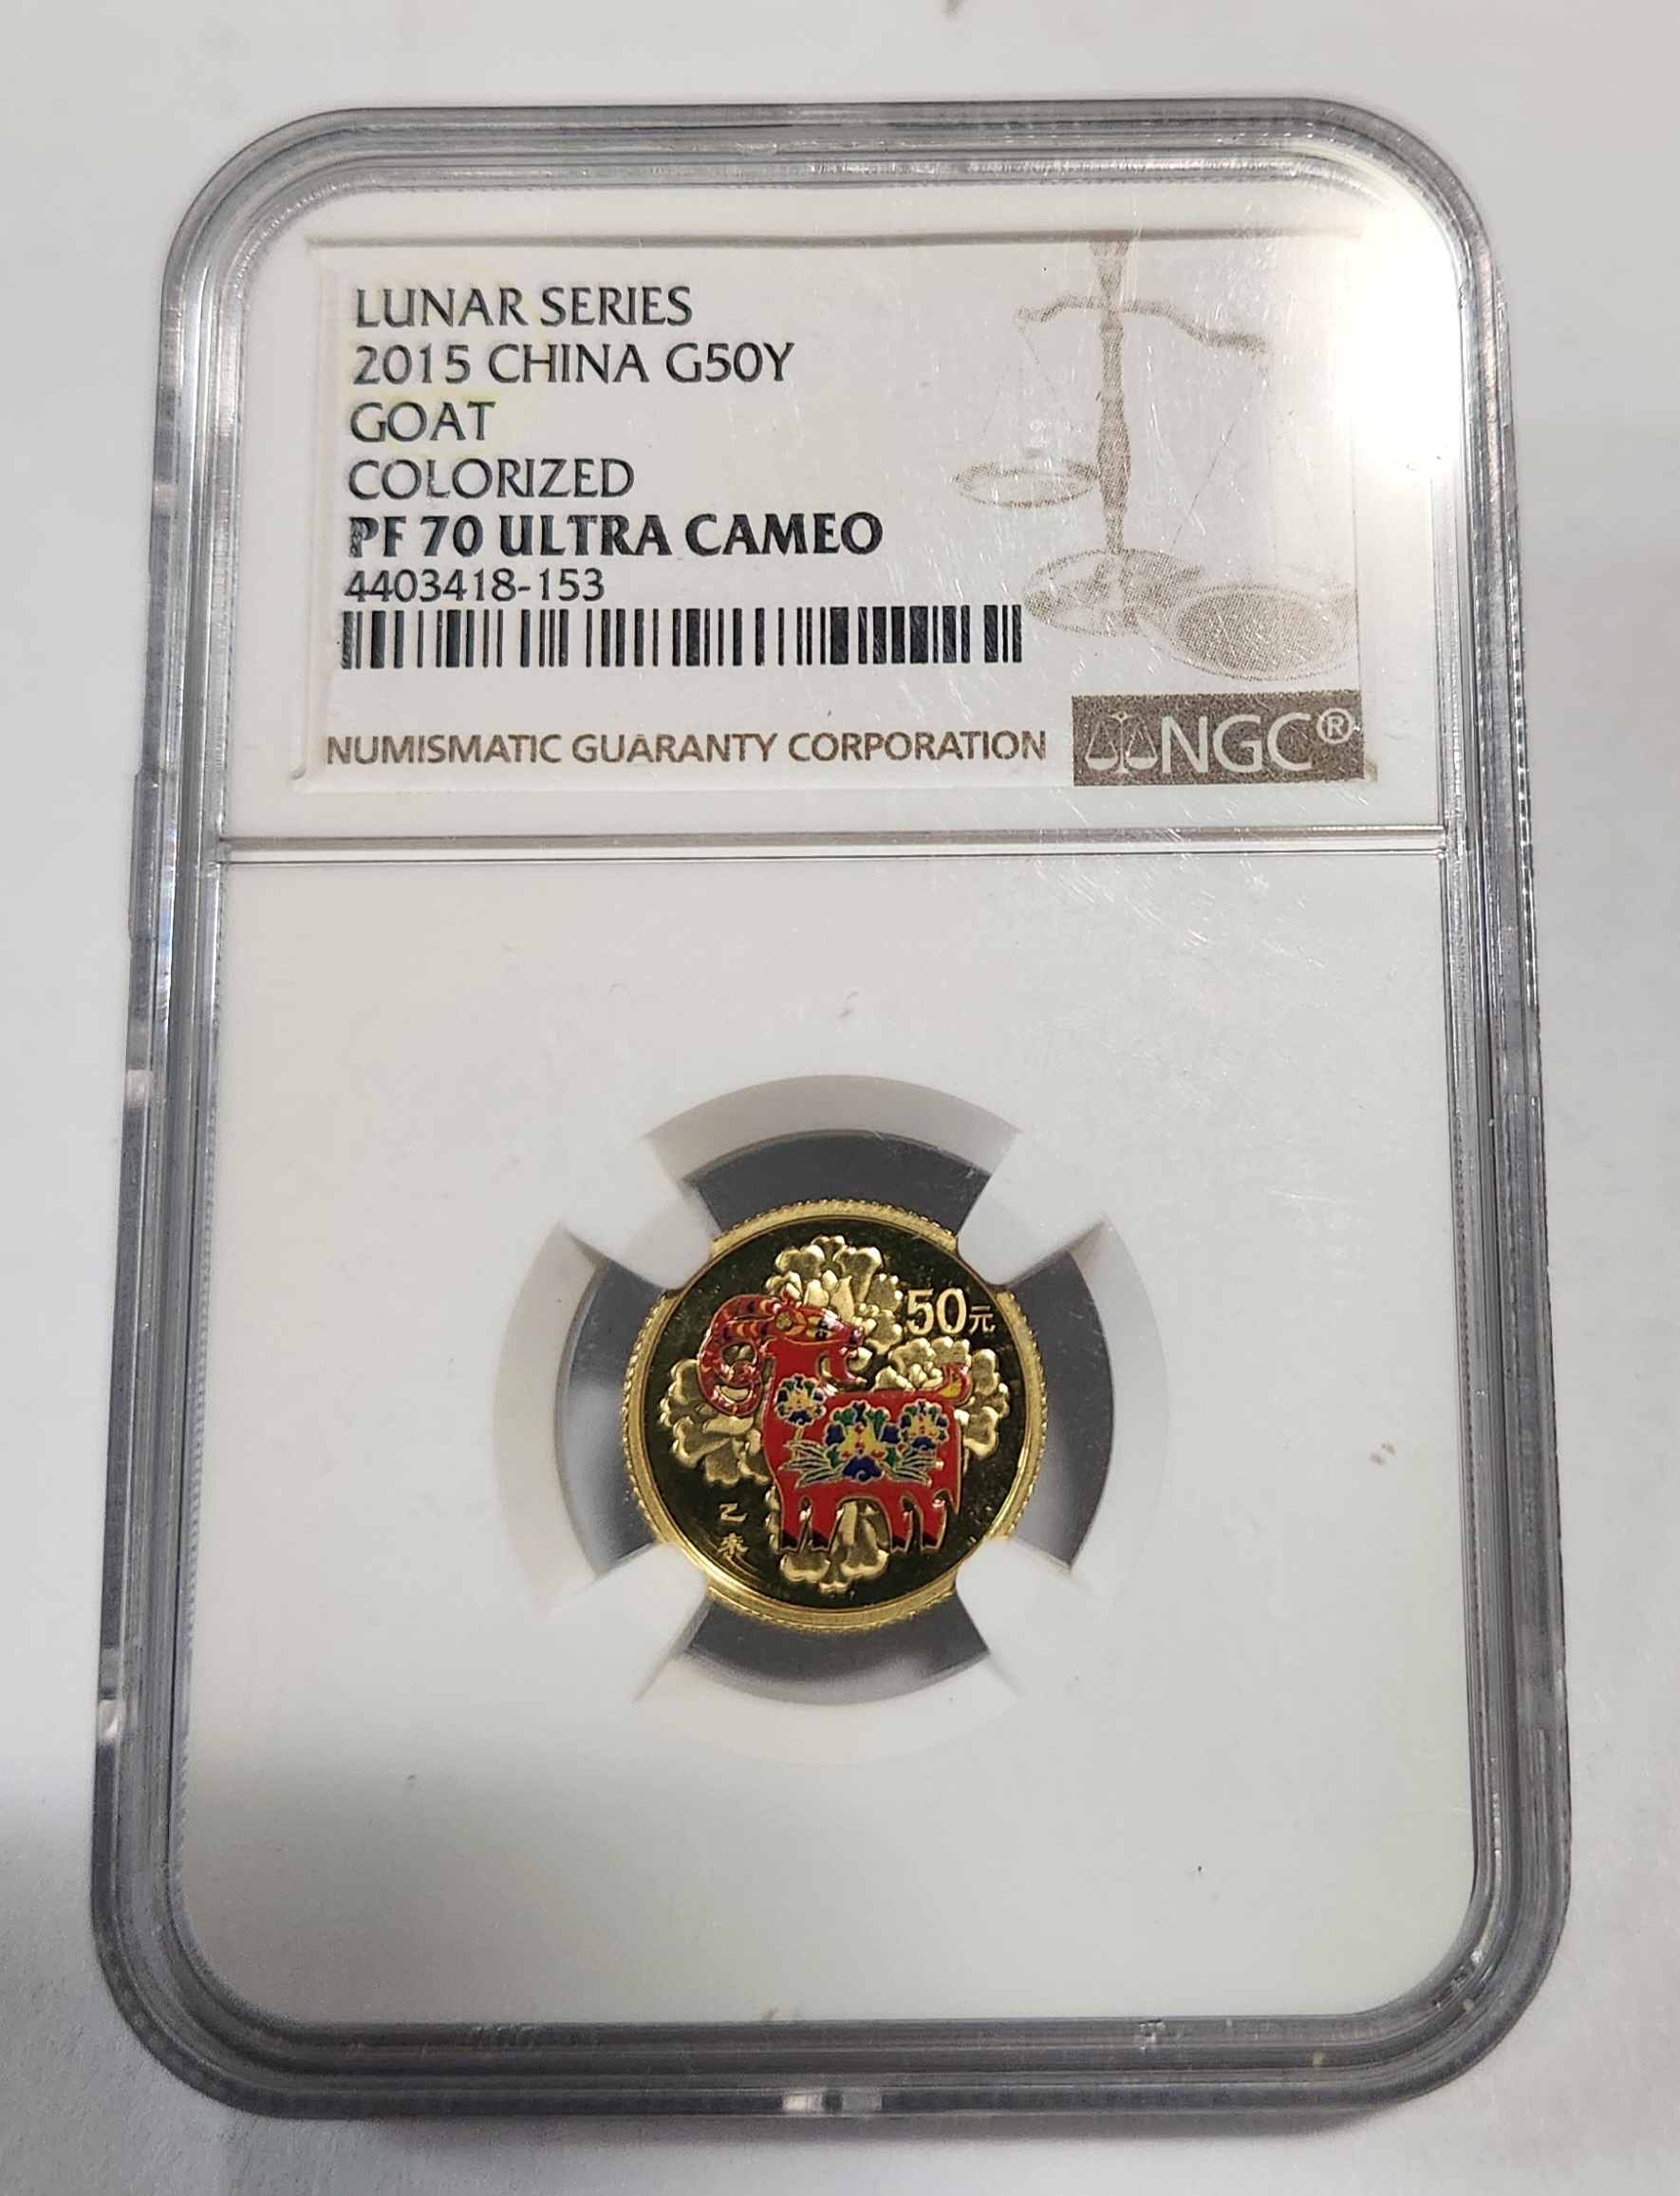 LUNAR SERIES
2015 CHINA G50Y
GOAT
COLORIZED
PF 70 ULTRA CAMEO
4403418-153
NUMISMATIC GUARANTY CORPORATION NGC®
50元
乙未